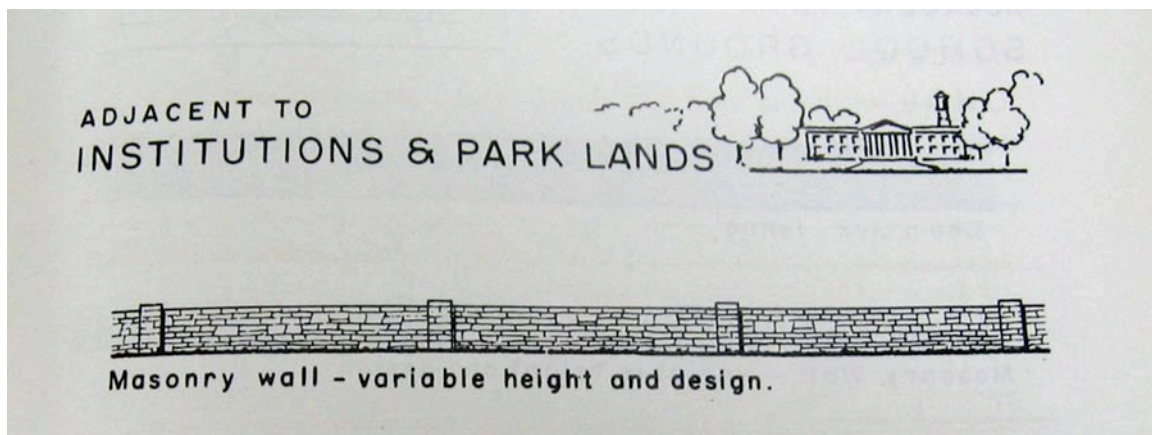 ADJACENT TO
INSTITUTIONS & PARK LANDS
Masonry wall - variable height and design.